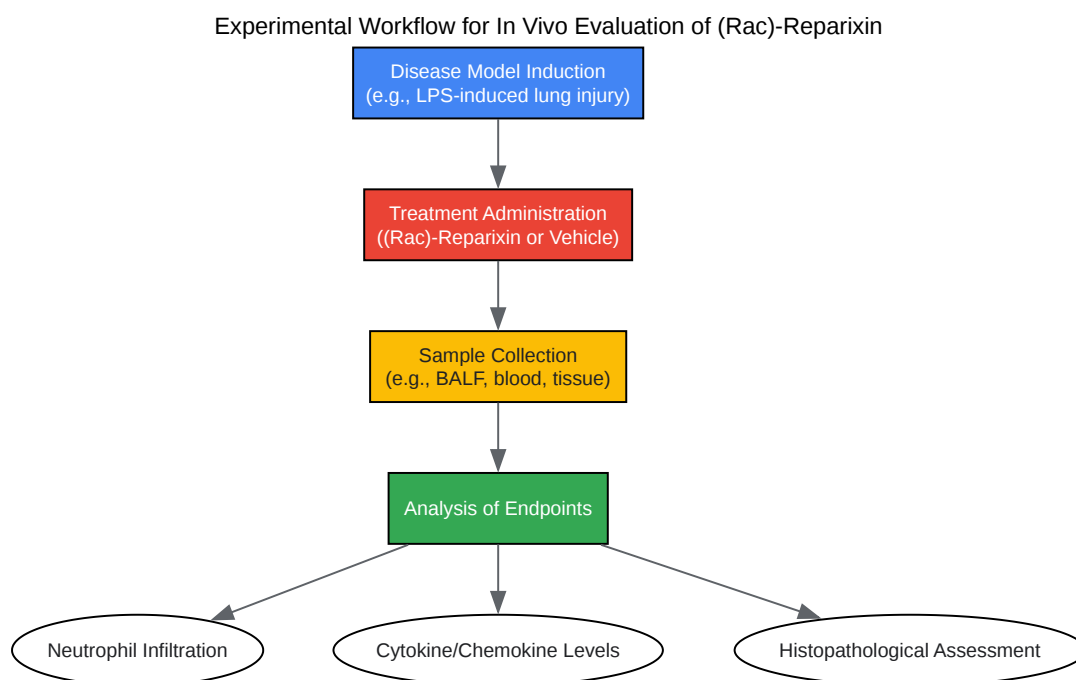 Experimental Workflow for In Vivo Evaluation of (Rac)-Reparixin
Disease Model Induction
(e.g., LPS-induced lung injury)
Treatment Administration
((Rac)-Reparixin or Vehicle)
Sample Collection
(e.g., BALF, blood, tissue)
Analysis of Endpoints
Neutrophil Infiltration
Cytokine/Chemokine Levels
Histopathological Assessment